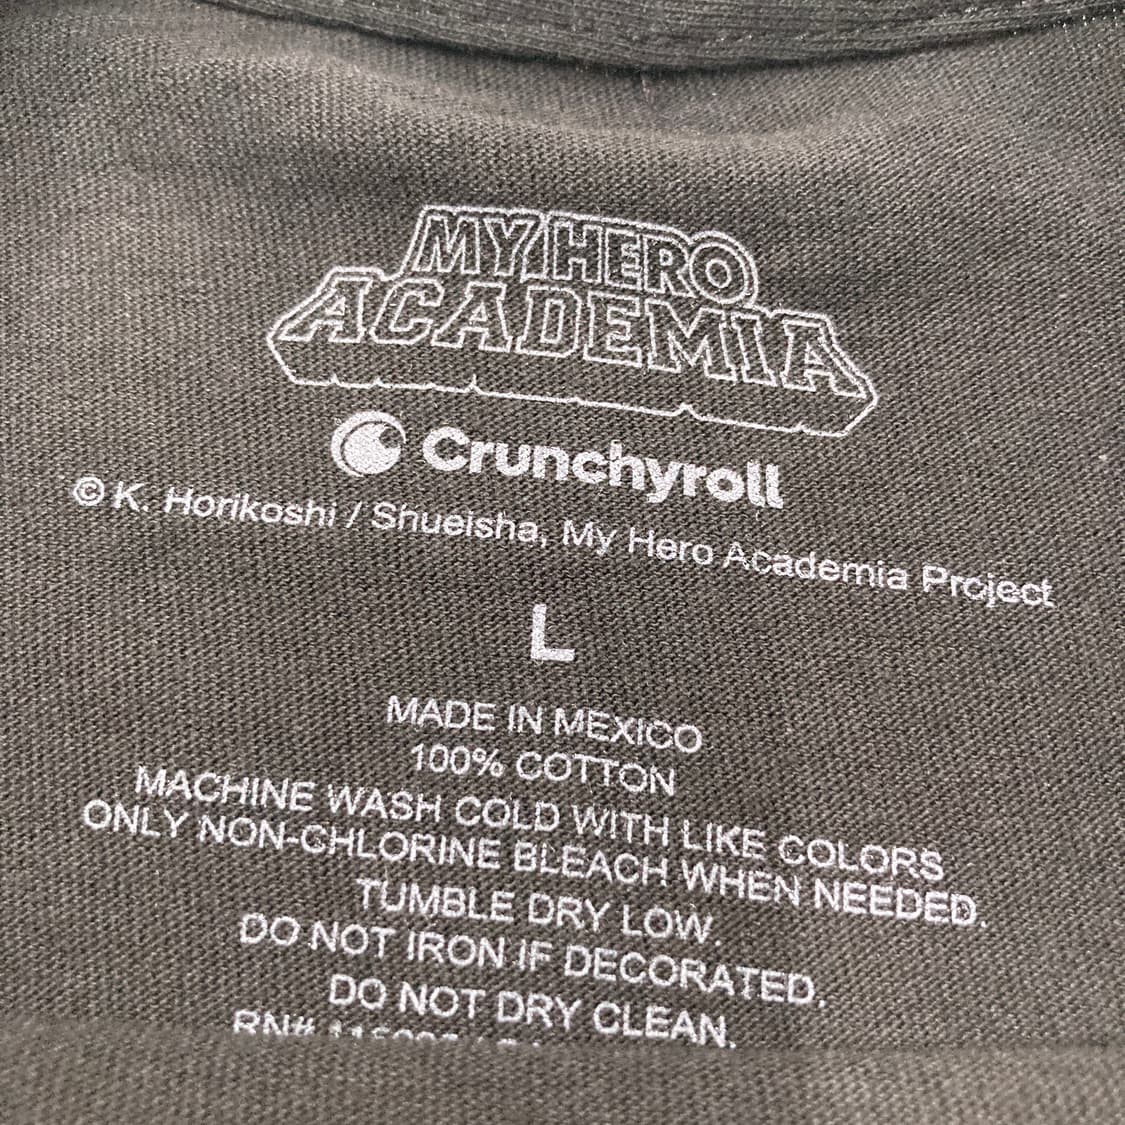 MY HERO
ACADEMIA
Crunchyroll
© K. Horikoshi / Shueisha, My Hero Academia Project
L
MADE IN MEXICO
100% COTTON
MACHINE WASH COLD WITH LIKE COLORS
ONLY NON-CHLORINE BLEACH WHEN NEEDED.
TUMBLE DRY LOW.
DO NOT IRON IF DECORATED.
DO NOT DRY CLEAN.
RN#